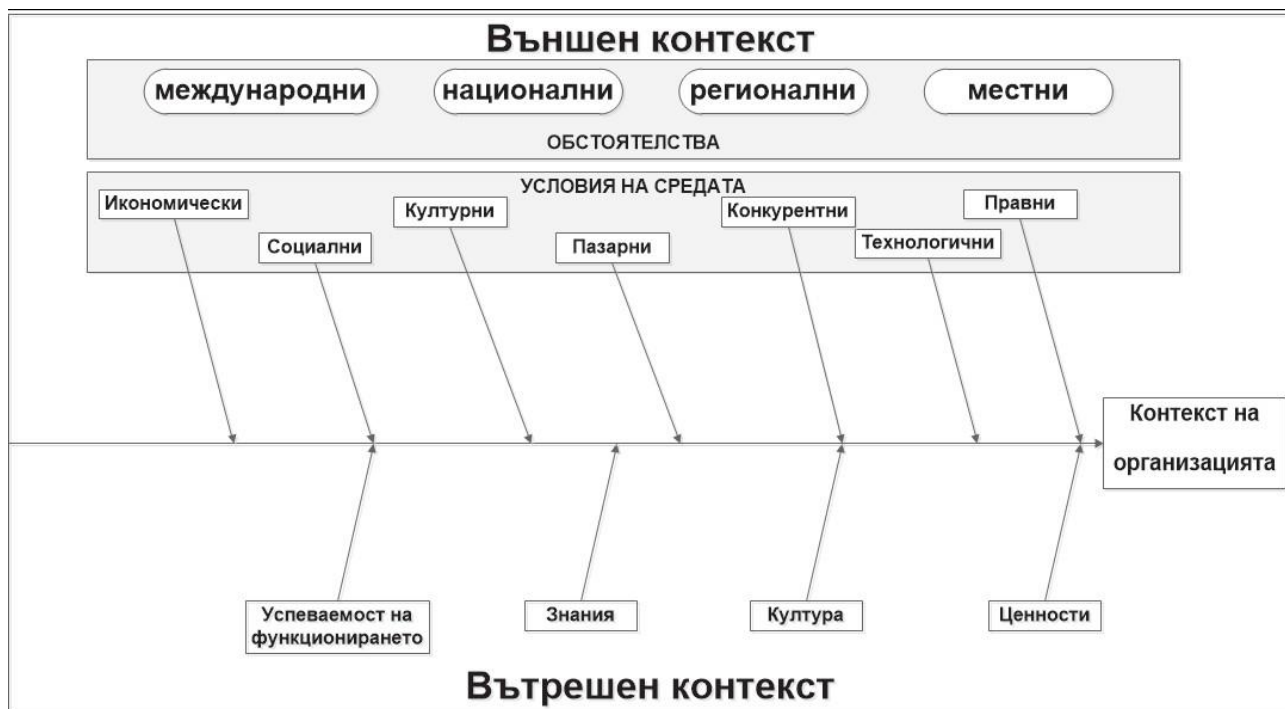 Външен контекст
международни
национални
регионални
местни
ОБСТОЯТЕЛСТВА
УСЛОВИЯ НА СРЕДАТА
Икономически
Социални
Културни
Пазарни
Конкурентни
Технологични
Правни
Контекст на
организацията
Успеваемост на
функционирането
Знания
Култура
Ценности
Вътрешен контекст